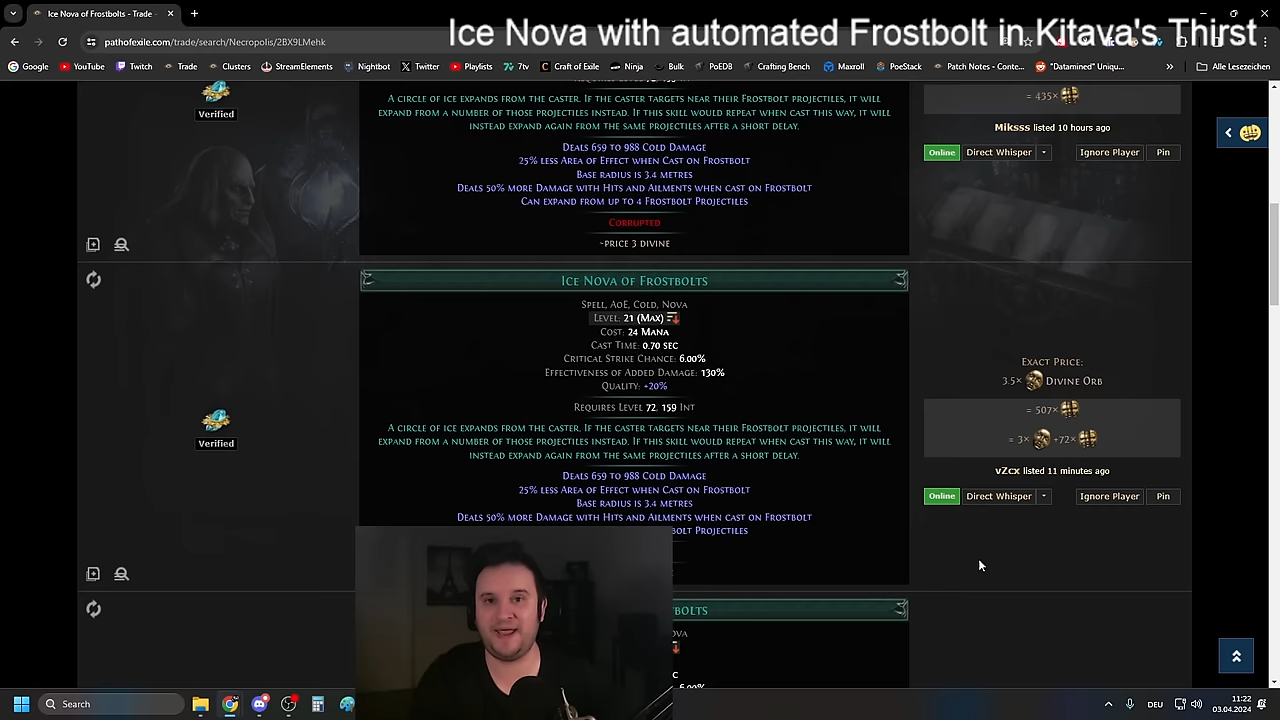 Ice Nova of Frostbolts - Trade -
Ice Nova with automated Frostbolt in Kitava's Thirst
pathofexile.com/trade/search/Necropolis/2BX9LMehk
Google YouTube Twitch Trade Clusters StreamElements Nightbot Twitter Playlists 7tv Craft of Exile Ninja Bulk PoEDB Crafting Bench Maxroll PoeStack Patch Notes - Conte... [Datamined] Uniqu... » Alle Lesezeichen
A circle of ice expands from the caster. If the caster targets near their Frostbolt projectiles, it will
expand from a number of those projectiles instead. If this skill would repeat when cast this way, it will
instead expand again from the same projectiles after a short delay.
Verified
= 435×
Miksss listed 10 hours ago
Online Direct Whisper Ignore Player Pin
Deals 659 to 988 Cold Damage
25% less Area of Effect when Cast on Frostbolt
Base radius is 3.4 metres
Deals 50% more Damage with Hits and Ailments when cast on Frostbolt
Can expand from up to 4 Frostbolt Projectiles
Corrupted
~price 3 divine
Ice Nova of Frostbolts
Spell, AoE, Cold, Nova
Level: 21 (Max)
Cost: 24 Mana
Cast Time: 0.70 sec
Critical Strike Chance: 6.00%
Effectiveness of Added Damage: 130%
Quality: +20%
Requires Level 72, 159 Int
A circle of ice expands from the caster. If the caster targets near their Frostbolt projectiles, it will
expand from a number of those projectiles instead. If this skill would repeat when cast this way, it will
instead expand again from the same projectiles after a short delay.
Verified
Exact Price:
3.5× Divine Orb
= 507×
= 3× +72×
vZcx listed 11 minutes ago
Online Direct Whisper Ignore Player Pin
Deals 659 to 988 Cold Damage
25% less Area of Effect when Cast on Frostbolt
Base radius is 3.4 metres
Deals 50% more Damage with Hits and Ailments when cast on Frostbolt
Projectiles
Search
DEU
11:22
03.04.2024